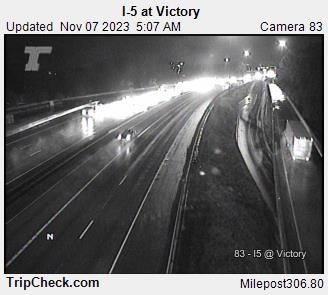 I-5 at Victory
Updated Nov 07 2023 5:07 AM Camera 83
T
N
83 - I5 @ Victory
TripCheck.com Milepost306.80